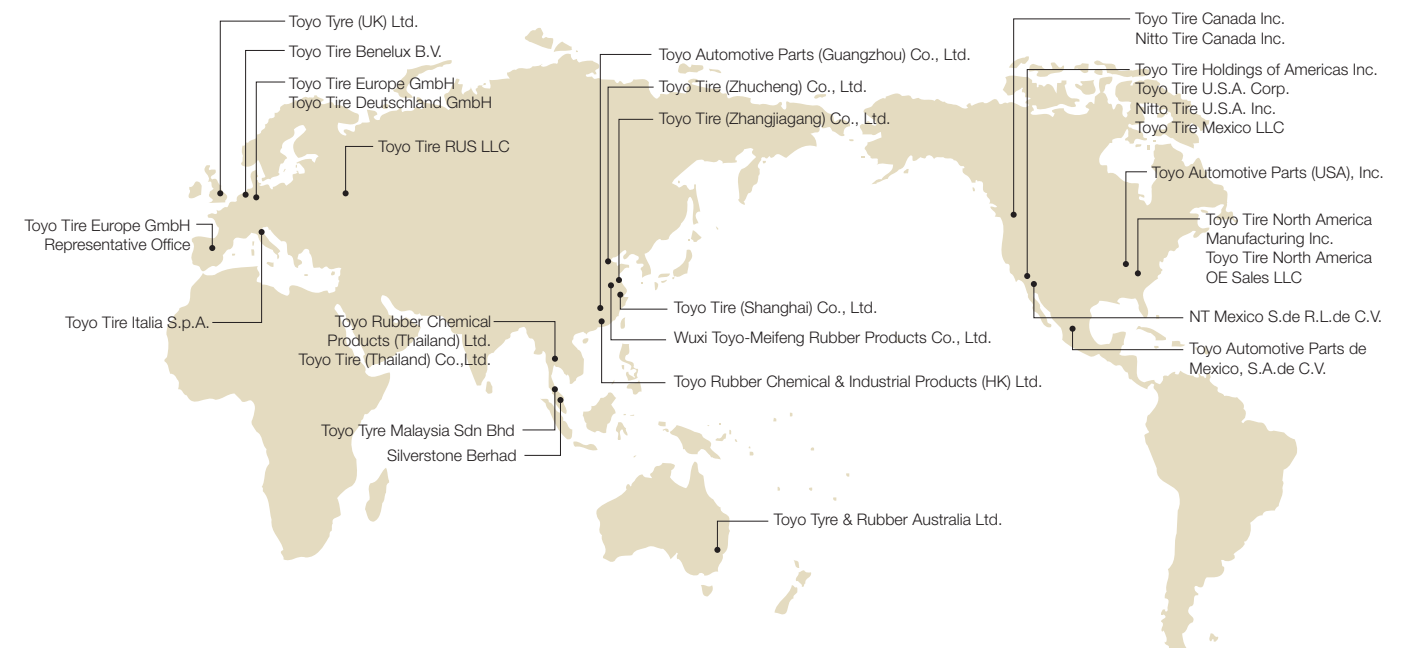 Toyo Tyre (UK) Ltd.
Toyo Tire Benelux B.V.
Toyo Tire Europe GmbH
Toyo Tire Deutschland GmbH
Toyo Tire RUS LLC
Toyo Tire Europe GmbH
Representative Office
Toyo Tire Italia S.p.A.
Toyo Rubber Chemical
Products (Thailand) Ltd.
Toyo Tire (Thailand) Co.,Ltd.
Toyo Tyre Malaysia Sdn Bhd
Silverstone Berhad
Toyo Automotive Parts (Guangzhou) Co., Ltd.
Toyo Tire (Zhucheng) Co., Ltd.
Toyo Tire (Zhangjiagang) Co., Ltd.
Toyo Tire (Shanghai) Co., Ltd.
Wuxi Toyo-Meifeng Rubber Products Co., Ltd.
Toyo Rubber Chemical & Industrial Products (HK) Ltd.
Toyo Tyre & Rubber Australia Ltd.
Toyo Tire Canada Inc.
Nitto Tire Canada Inc.
Toyo Tire Holdings of Americas Inc.
Toyo Tire U.S.A. Corp.
Nitto Tire U.S.A. Inc.
Toyo Tire Mexico LLC
Toyo Automotive Parts (USA), Inc.
Toyo Tire North America
Manufacturing Inc.
Toyo Tire North America
OE Sales LLC
NT Mexico S.de R.L.de C.V.
Toyo Automotive Parts de
Mexico, S.A.de C.V.